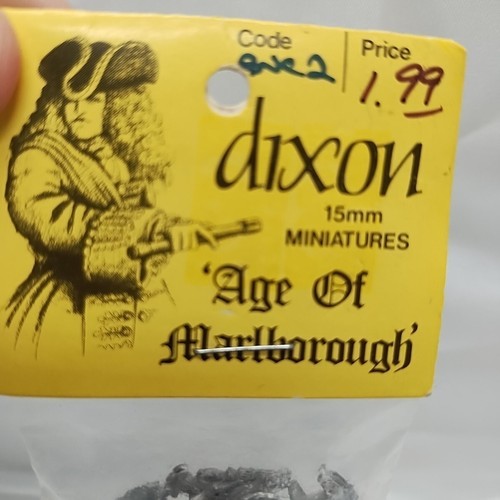 Code
Price
1.99
dixon
15mm
MINIATURES
'Age Of
Marlborough'